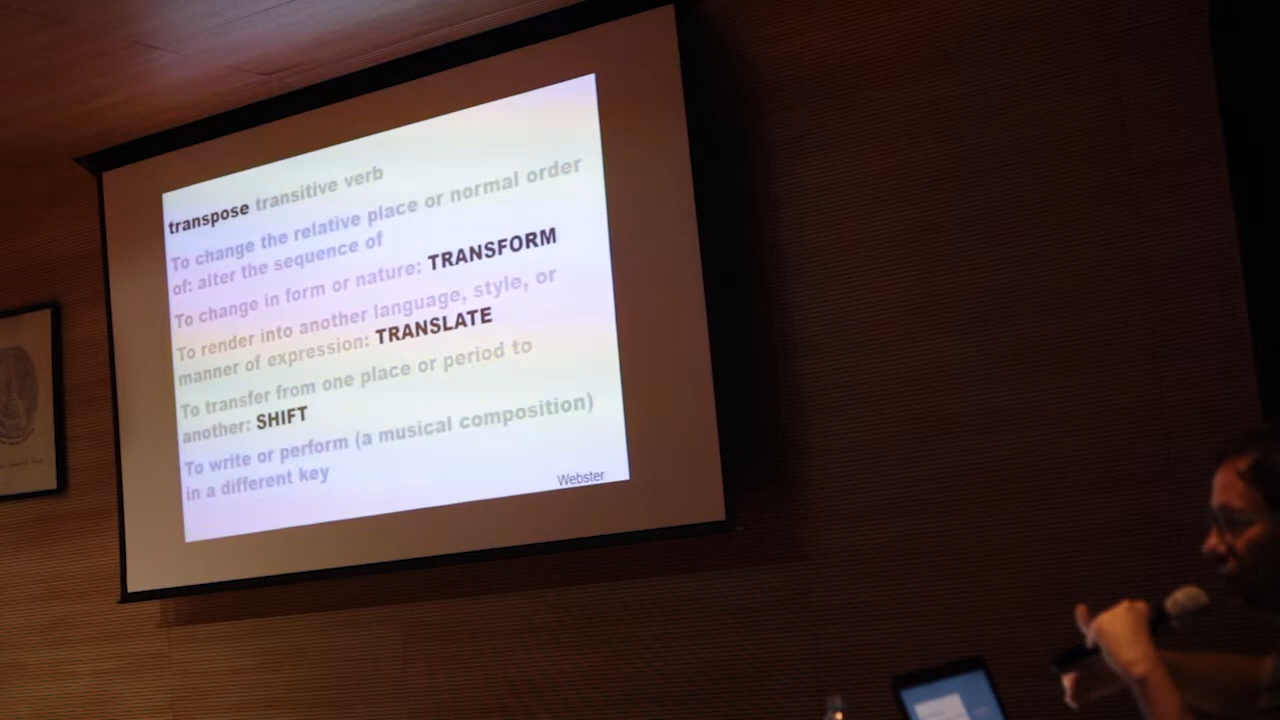 transpose transitive verb
To change the relative place or normal order
of: alter the sequence of
To change in form or nature: TRANSFORM
To render into another language, style, or
manner of expression: TRANSLATE
To transfer from one place or period to
another: SHIFT
To write or perform (a musical composition)
in a different key
Webster